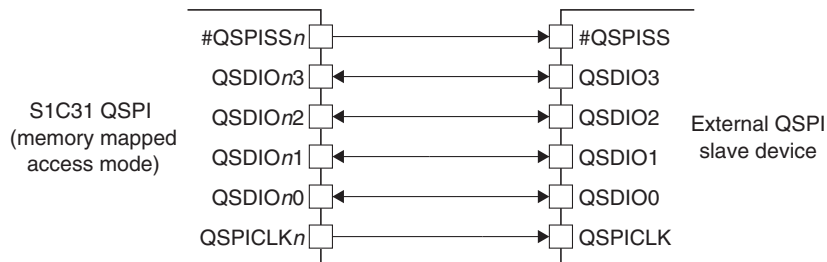 #QSPISSn
#QSPISS
QSDIOn3
QSDIO3
S1C31 QSPI
(memory mapped
access mode)
QSDIOn2
QSDIO2
External QSPI
slave device
QSDIOn1
QSDIO1
QSDIOn0
QSDIO0
QSPICLKn
QSPICLK